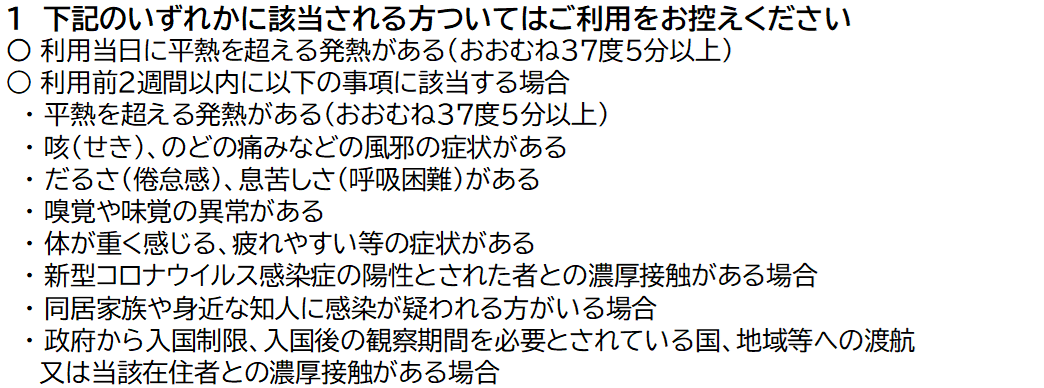 1 下記のいずれかに該当される方ついてはご利用をお控えください
〇 利用当日に平熱を超える発熱がある(おおむね37度5分以上)
〇 利用前2週間以内に以下の事項に該当する場合
・ 平熱を超える発熱がある(おおむね37度5分以上)
・ 咳(せき)、のどの痛みなどの風邪の症状がある
・ だるさ(倦怠感)、息苦しさ(呼吸困難)がある
・ 嗅覚や味覚の異常がある
・ 体が重く感じる、疲れやすい等の症状がある
・ 新型コロナウイルス感染症の陽性とされた者との濃厚接触がある場合
・ 同居家族や身近な知人に感染が疑われる方がいる場合
・ 政府から入国制限、入国後の観察期間を必要とされている国、地域等への渡航
又は当該在住者との濃厚接触がある場合